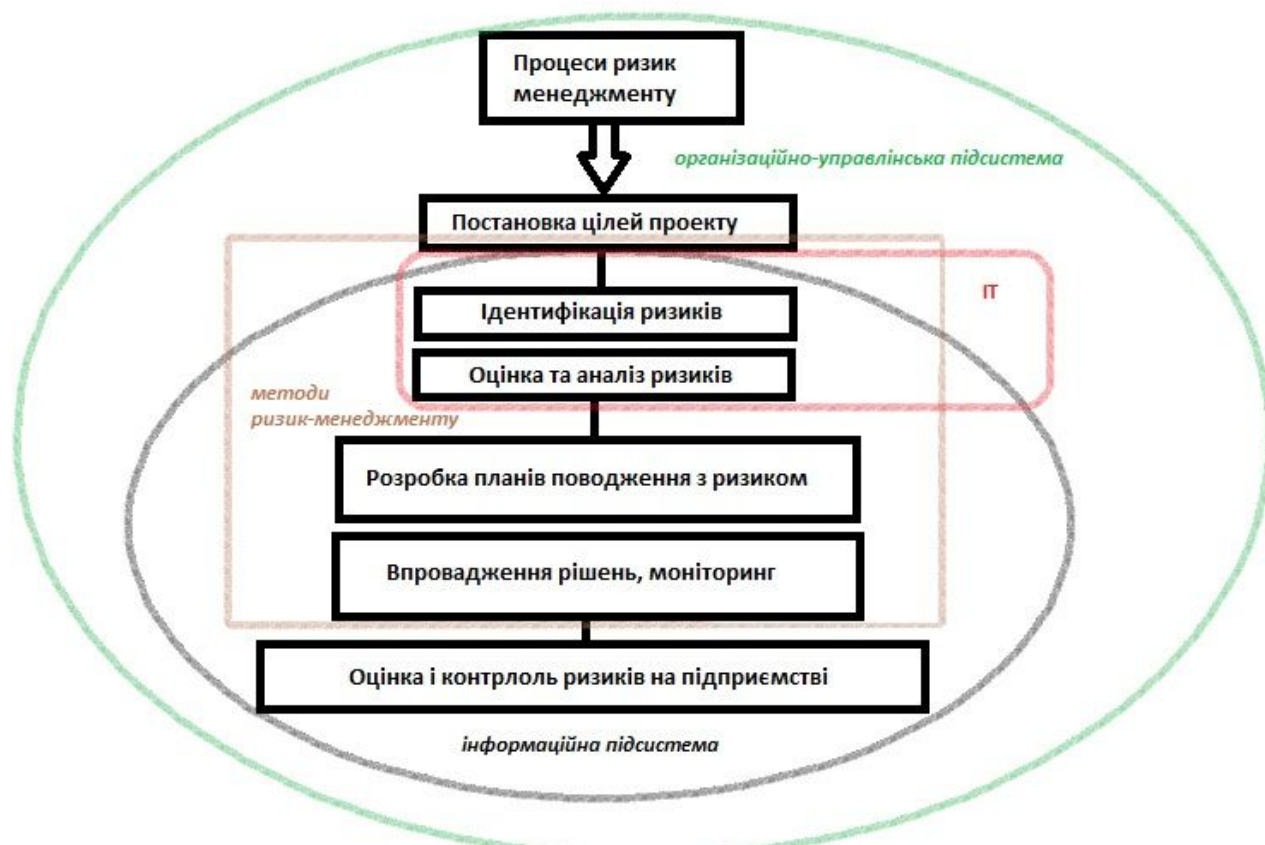 Процеси ризик
менеджменту
організаційно-управлінська підсистема
Постановка цілей проекту
ІТ
Ідентифікація ризиків
Оцінка та аналіз ризиків
методи
ризик-менеджменту
Розробка планів поводження з ризиком
Впровадження рішень, моніторинг
Оцінка і контрлоль ризиків на підприємстві
інформаційна підсистема